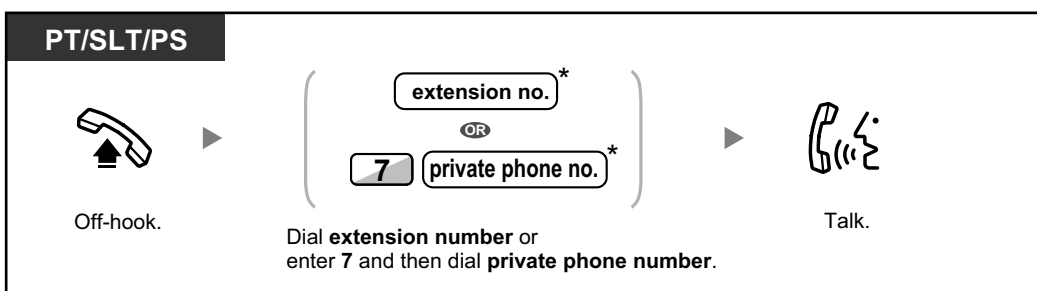 PT/SLT/PS
extension no.*
OR
7 private phone no.*
Off-hook.
Dial extension number or
enter 7 and then dial private phone number.
Talk.